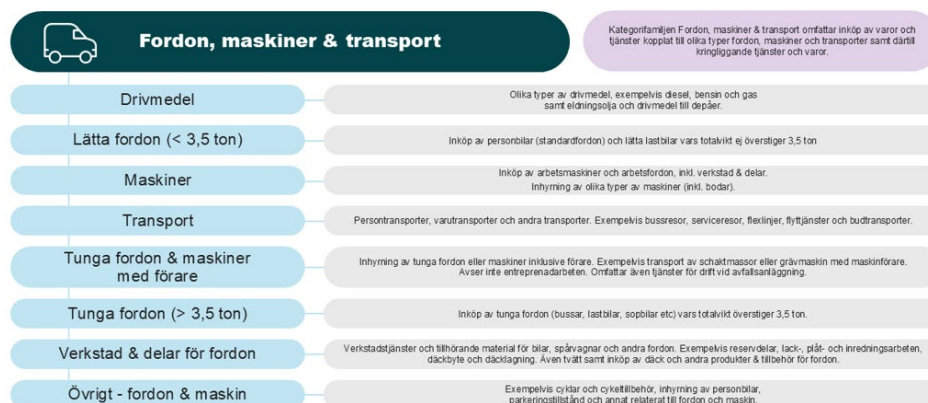 Fordon, maskiner & transport
Kategorifamiljen Fordon, maskiner & transport omfattar inköp av varor och
tjänster kopplat till olika typer fordon, maskiner och transporter samt därtill
kringliggande tjänster och varor.
Drivmedel
Olika typer av drivmedel, exempelvis diesel, bensin och gas
samt eldningsolja och drivmedel till depåer.
Lätta fordon (< 3,5 ton)
Inköp av personbilar (standardfordon) och lätta lastbilar vars totalvikt ej överstiger 3,5 ton
Maskiner
Inköp av arbetsmaskiner och arbetsfordon, inkl. verkstad & delar.
Inhyrning av olika typer av maskiner (inkl. bodar).
Transport
Persontransporter, varutransporter och andra transporter. Exempelvis bussresor, serviceresor, flexlinjer, flyttjänster och budtransporter.
Tunga fordon & maskiner
med förare
Inhyrning av tunga fordon eller maskiner inklusive förare. Exempelvis transport av schaktmassor eller grävmaskin med maskinförare.
Avser inte entreprenadarbeten. Omfattar även tjänster för drift vid avfallsanläggning.
Tunga fordon (> 3,5 ton)
Inköp av tunga fordon (bussar, lastbilar, sopbilar etc) vars totalvikt överstiger 3,5 ton.
Verkstad & delar för fordon
Verkstadstjänster och tillhörande material för bilar, spårvagnar och andra fordon. Exempelvis reservdelar, lack-, plåt- och inredningsarbeten,
däckbyte och däcklagning. Även tvätt samt inköp av däck och andra produkter & tillbehör för fordon.
Övrigt - fordon & maskin
Exempelvis cyklar och cykeltillbehör, inhyrning av personbilar,
parkeringstillstånd och annat relaterat till fordon och maskin.